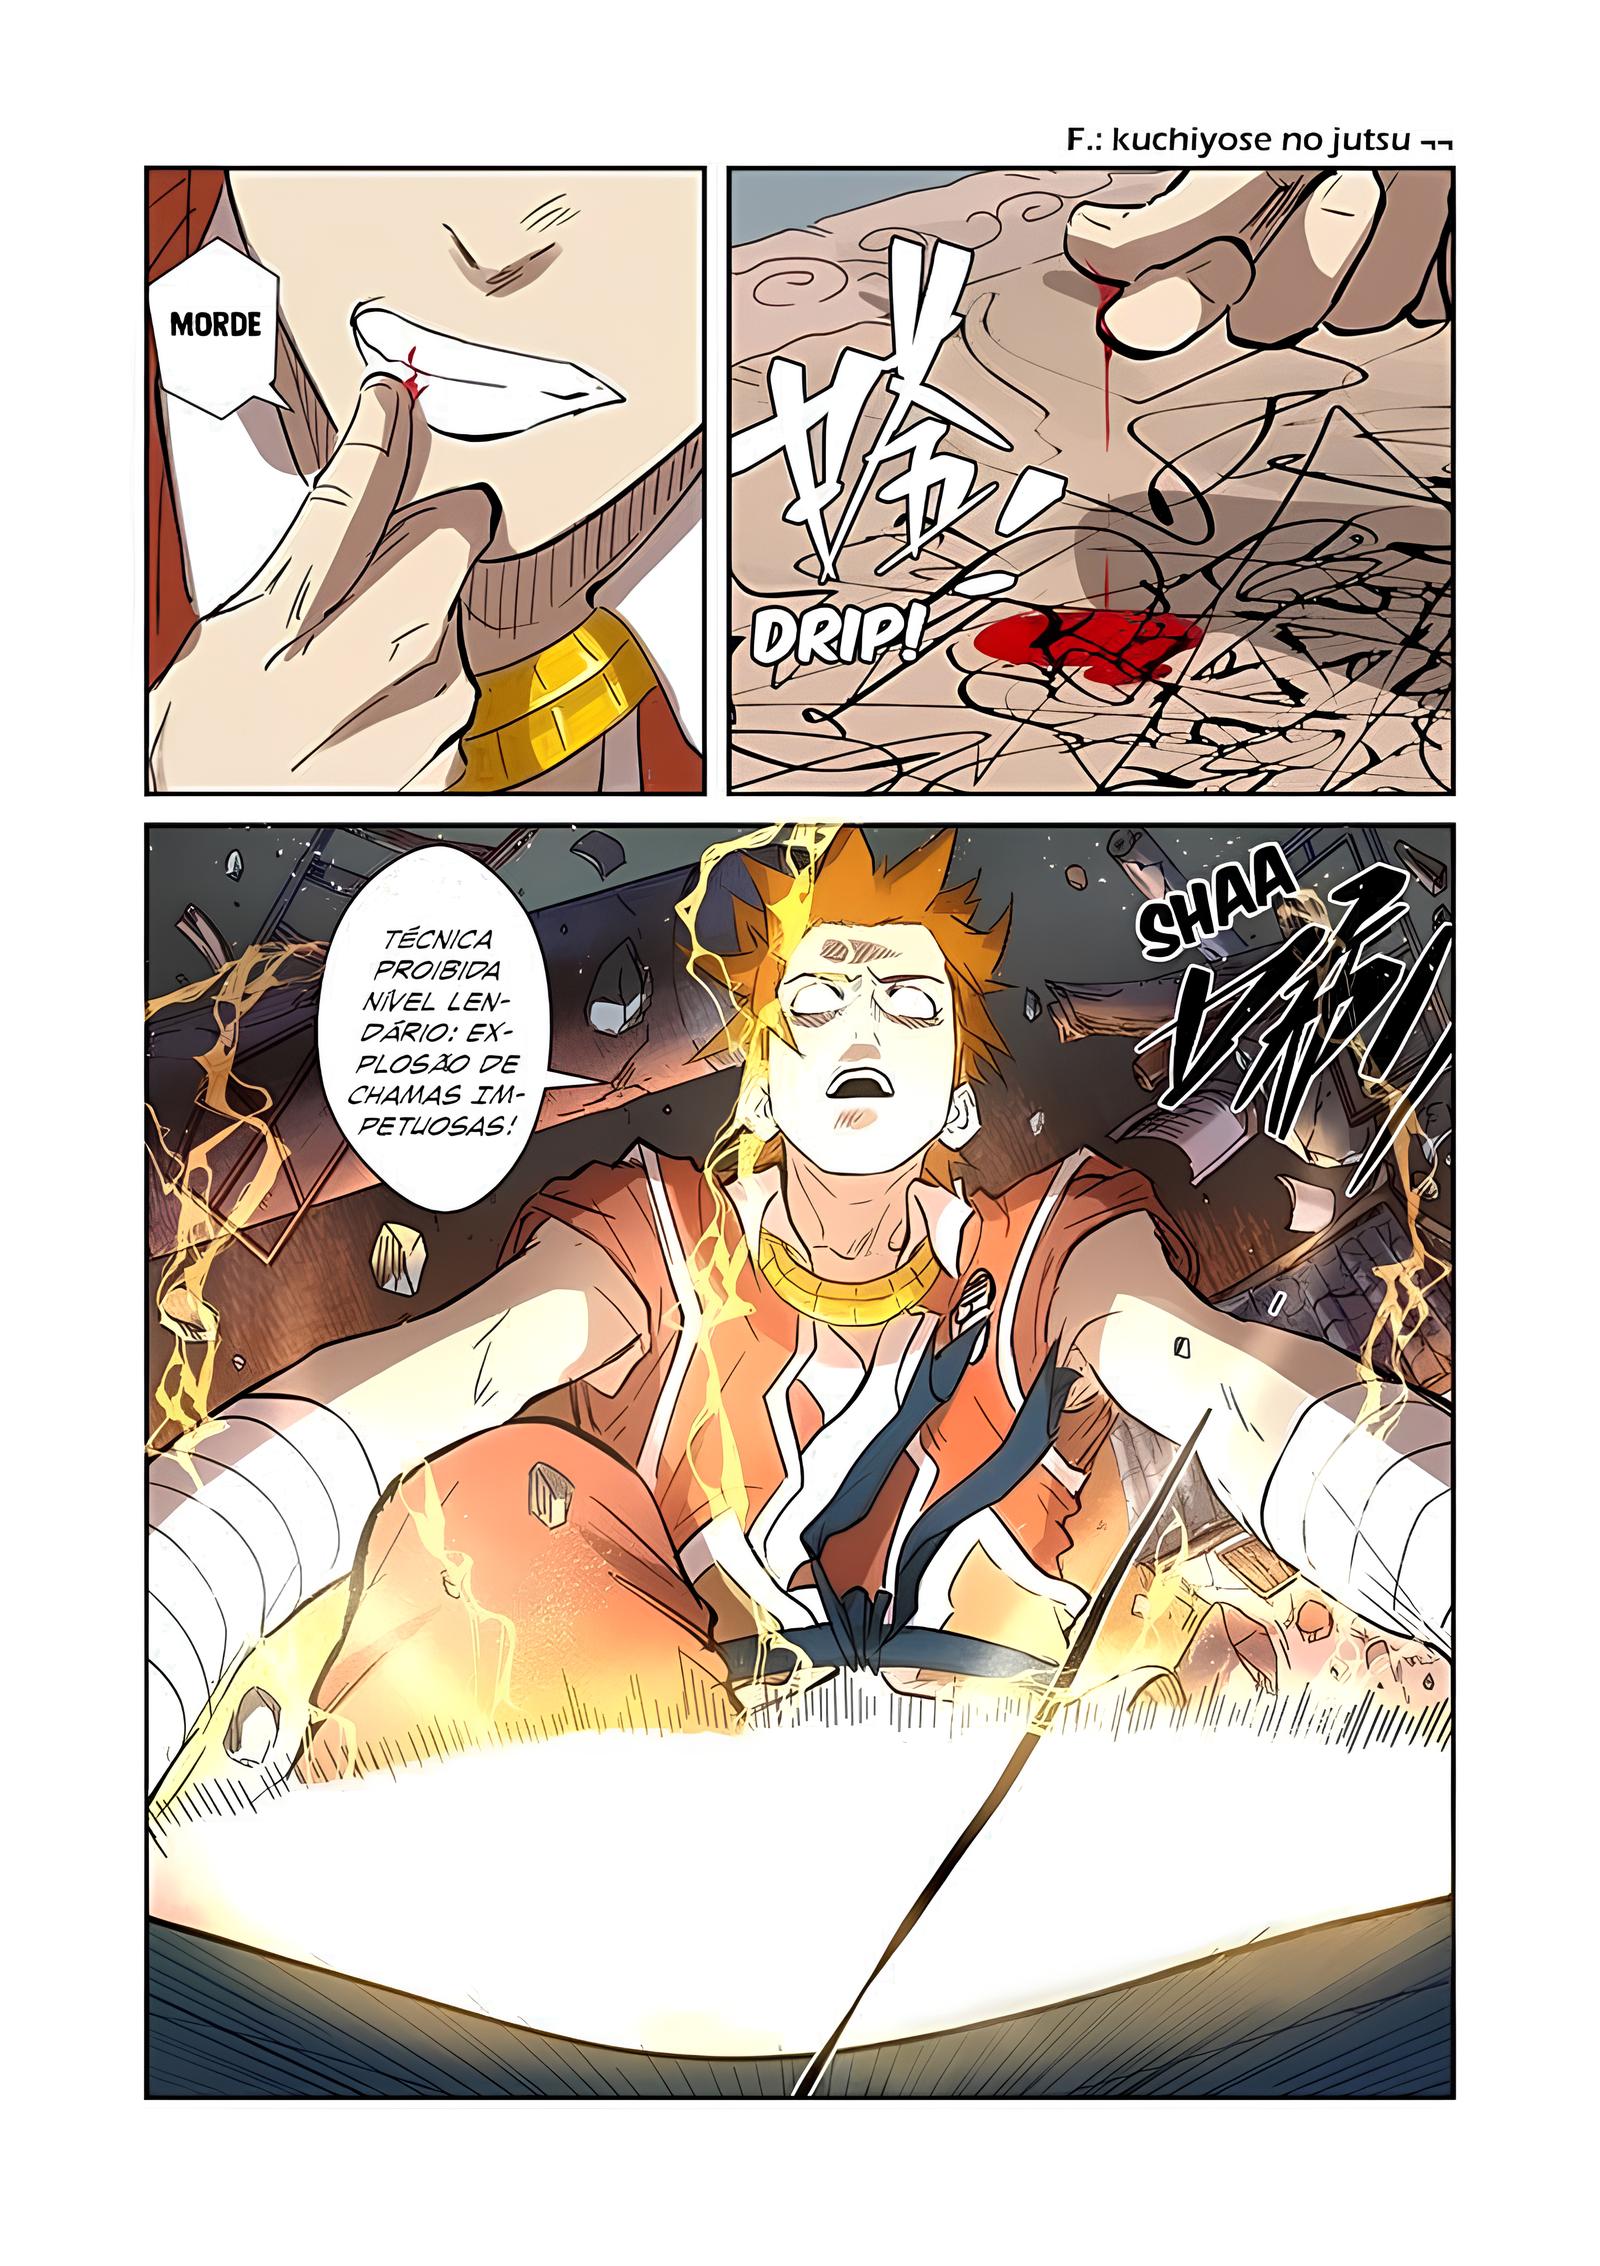 F.: kuchiyose no jutsu ¬¬
MORDE
DRIP!
TÉCNICA
PROIBIDA
NÍVEL LEN-
DÁRIO: EX-
PLOSÃO DE
CHAMAS IM-
PETUOSAS!
SHAA